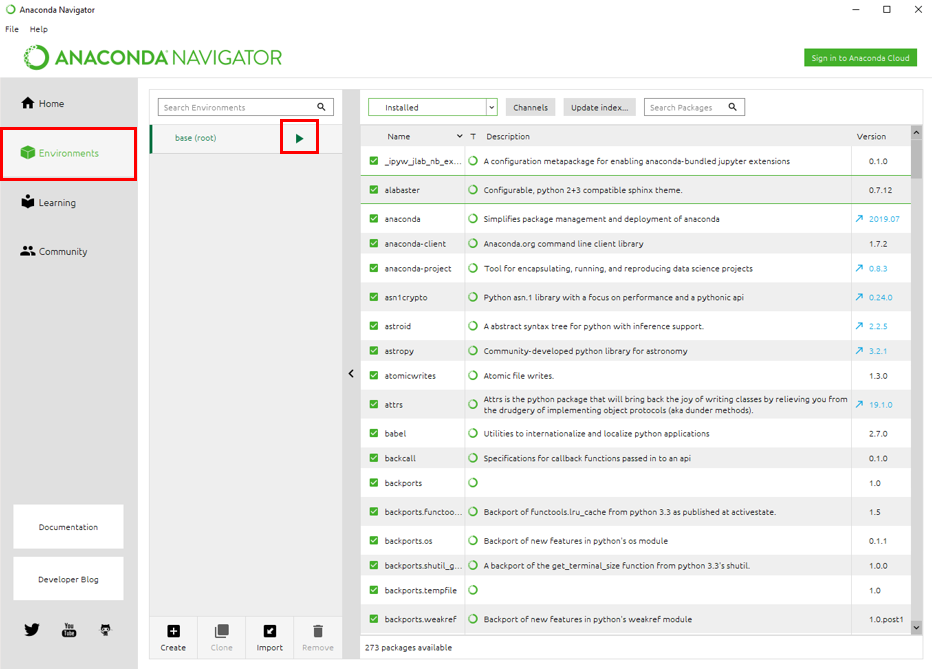 Anaconda Navigator
File Help
ANACONDA NAVIGATOR
Sign in to Anaconda Cloud
Home
Environments
Learning
Community
Documentation
Developer Blog
You Tube
Search Environments
base (root)
Create Clone Import Remove
Installed Channels Update index... Search Packages
Name T Description Version
_ipyw_jlab_nb_ex... A configuration metapackage for enabling anaconda-bundled jupyter extensions 0.1.0
alabaster Configurable, python 2+3 compatible sphinx theme. 0.7.12
anaconda Simplifies package management and deployment of anaconda 2019.07
anaconda-client Anaconda.org command line client library 1.7.2
anaconda-project Tool for encapsulating, running, and reproducing data science projects 0.8.3
asn1crypto Python asn.1 library with a focus on performance and a pythonic api 0.24.0
astroid A abstract syntax tree for python with inference support. 2.2.5
astropy Community-developed python library for astronomy 3.2.1
atomicwrites Atomic file writes. 1.3.0
attrs Attrs is the python package that will bring back the joy of writing classes by relieving you from
the drudgery of implementing object protocols (aka dunder methods). 19.1.0
babel Utilities to internationalize and localize python applications 2.7.0
backcall Specifications for callback functions passed in to an api 0.1.0
backports 1.0
backports.functoo... Backport of functools.lru_cache from python 3.3 as published at activestate. 1.5
backports.os Backport of new features in python's os module 0.1.1
backports.shutil_g... A backport of the get_terminal_size function from python 3.3's shutil. 1.0.0
backports.tempfile 1.0
backports.weakref Backport of new features in python's weakref module 1.0.post1
273 packages available